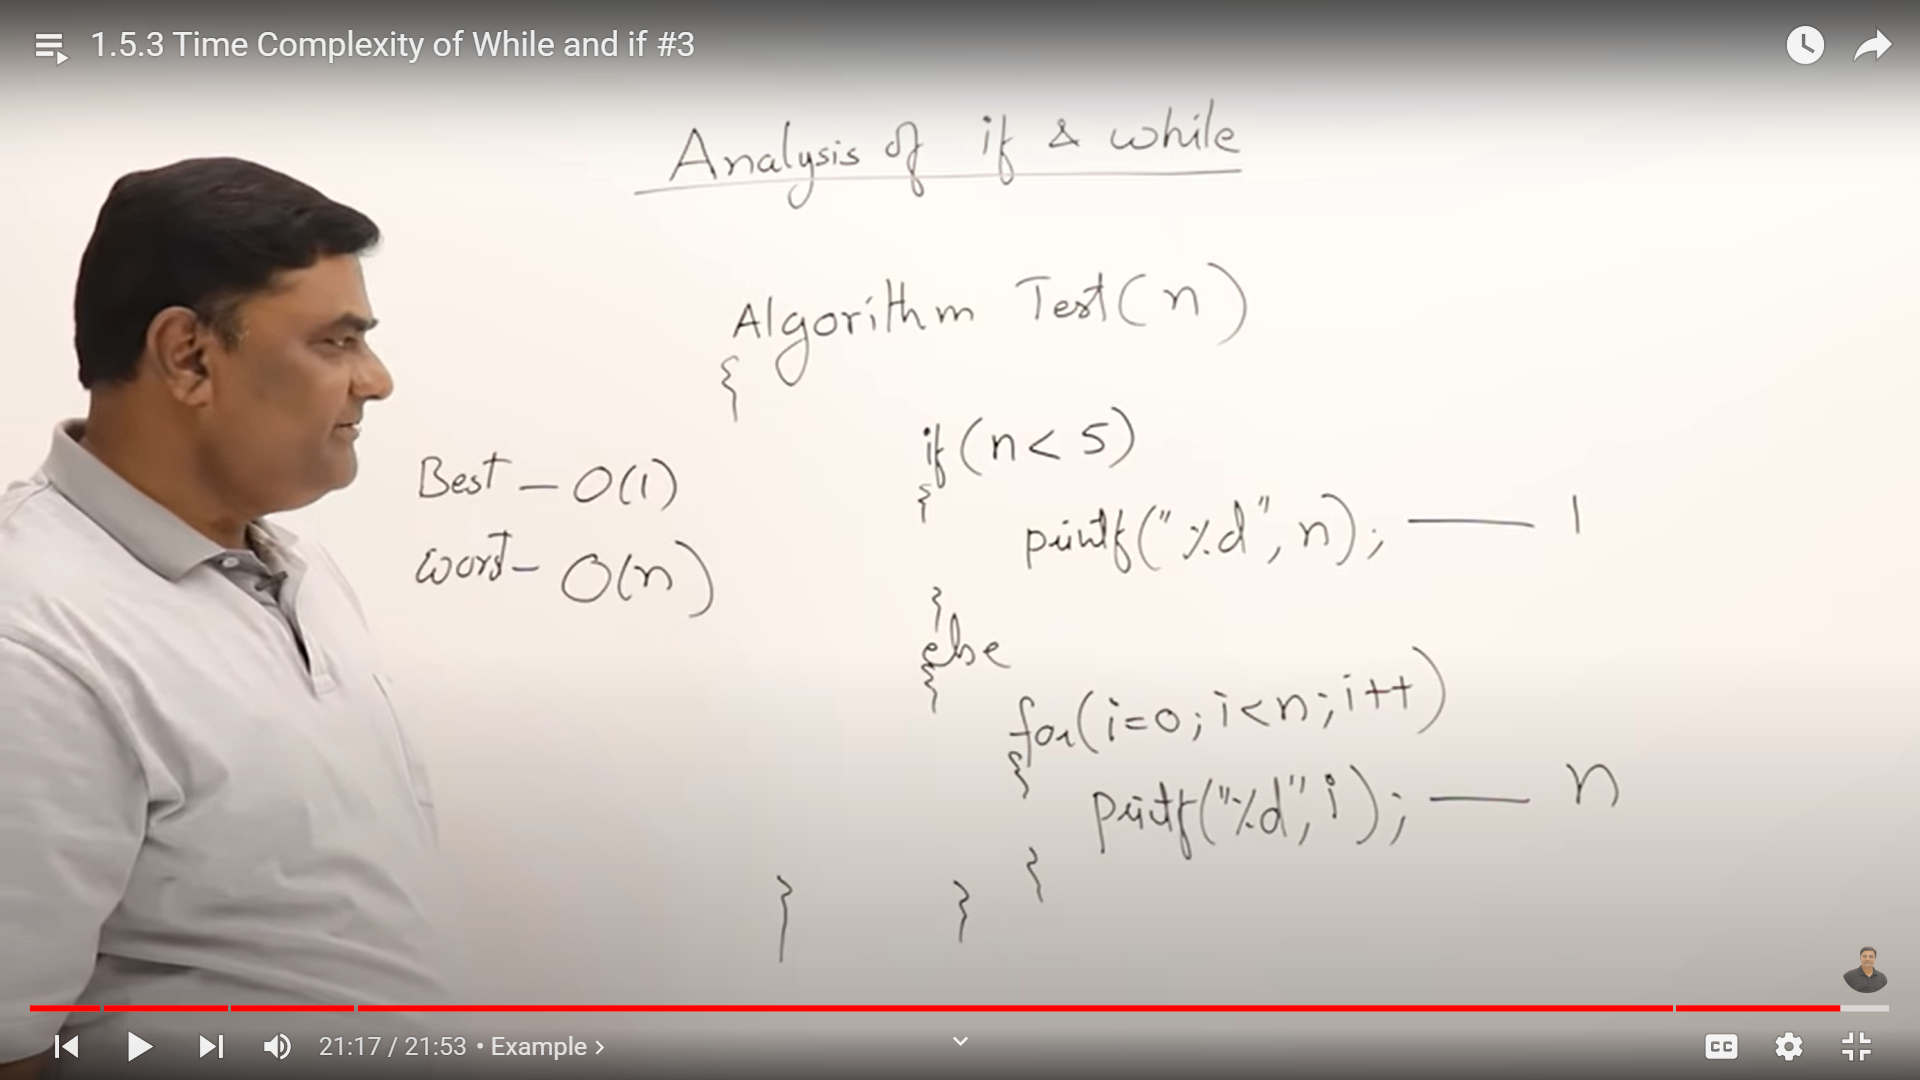 1.5.3 Time Complexity of While and if #3
Analysis of if & while
Algorithm Test(n)
{
if(n < 5)
{
printf("%d", n); — 1
}
Best – O(1)
Worst – O(n)
else
{
for(i=0; i<n; i++)
{
printf("%d", i); — n
}
}
}
21:17 / 21:53 • Example >
CC